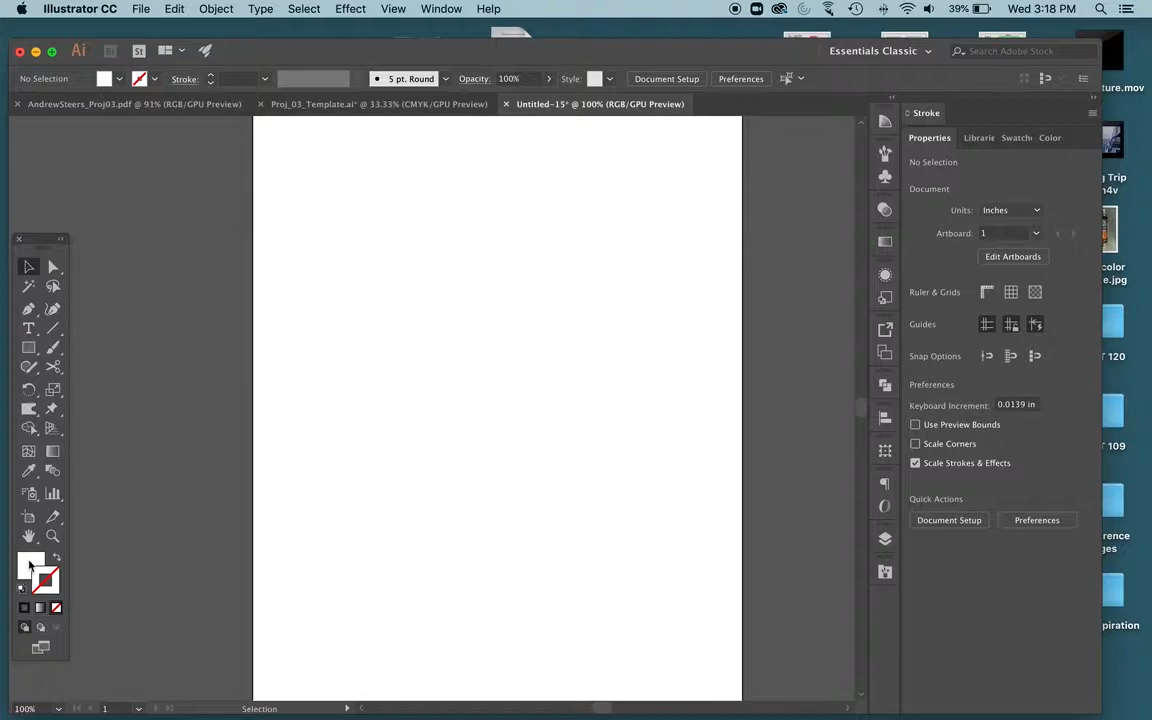 Illustrator CC File Edit Object Type Select Effect View Window Help 39% Wed 3:18 PM
Ai Br St Essentials Classic Search Adobe Stock
No Selection Stroke: 5 pt. Round Opacity: 100% Style: Document Setup Preferences
ture.mov
× AndrewSteers_Proj03.pdf @ 91% (RGB/GPU Preview) × Proj_03_Template.ai* @ 33.33% (CMYK/GPU Preview) × Untitled-15* @ 100% (RGB/GPU Preview)
Stroke
Properties Librarie Swatch Color
No Selection
g Trip
Document
Units: Inches
Artboard: 1
Edit Artboards
color
e.jpg
Ruler & Grids
Guides
Snap Options
T 120
Preferences
Keyboard Increment: 0.0139 in
Use Preview Bounds
Scale Corners
T 109
Scale Strokes & Effects
Quick Actions
Document Setup Preferences
rence
ges
piration
100% 1 Selection